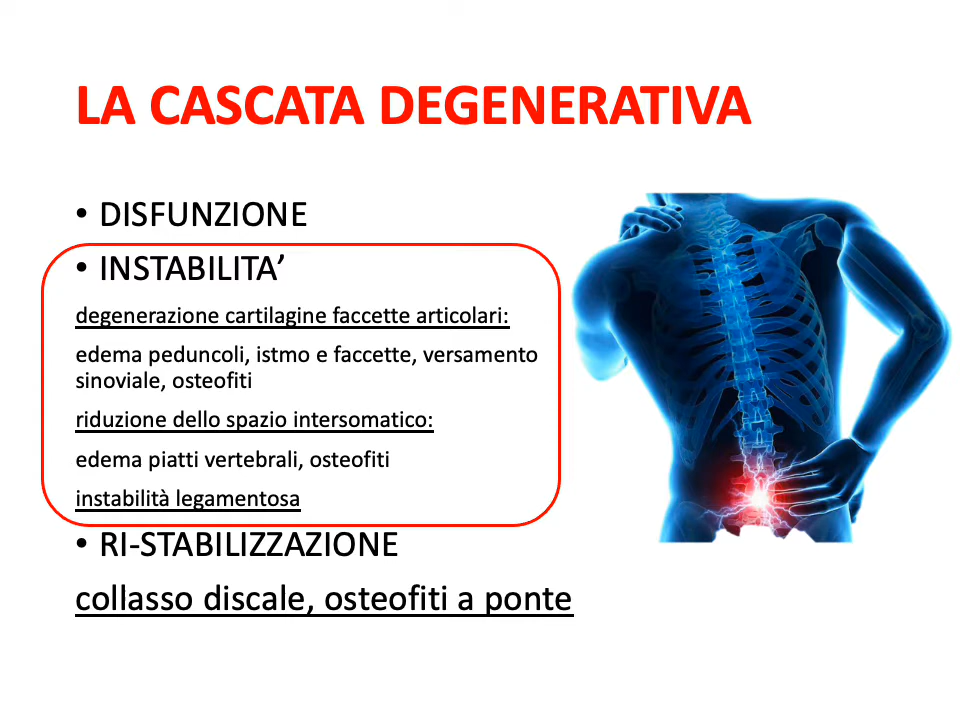 LA CASCATA DEGENERATIVA
• DISFUNZIONE
• INSTABILITA’
degenerazione cartilagine faccette articolari:
edema peduncoli, istmo e faccette, versamento
sinoviale, osteofiti
riduzione dello spazio intersomatico:
edema piatti vertebrali, osteofiti
instabilità legamentosa
• RI-STABILIZZAZIONE
collasso discale, osteofiti a ponte